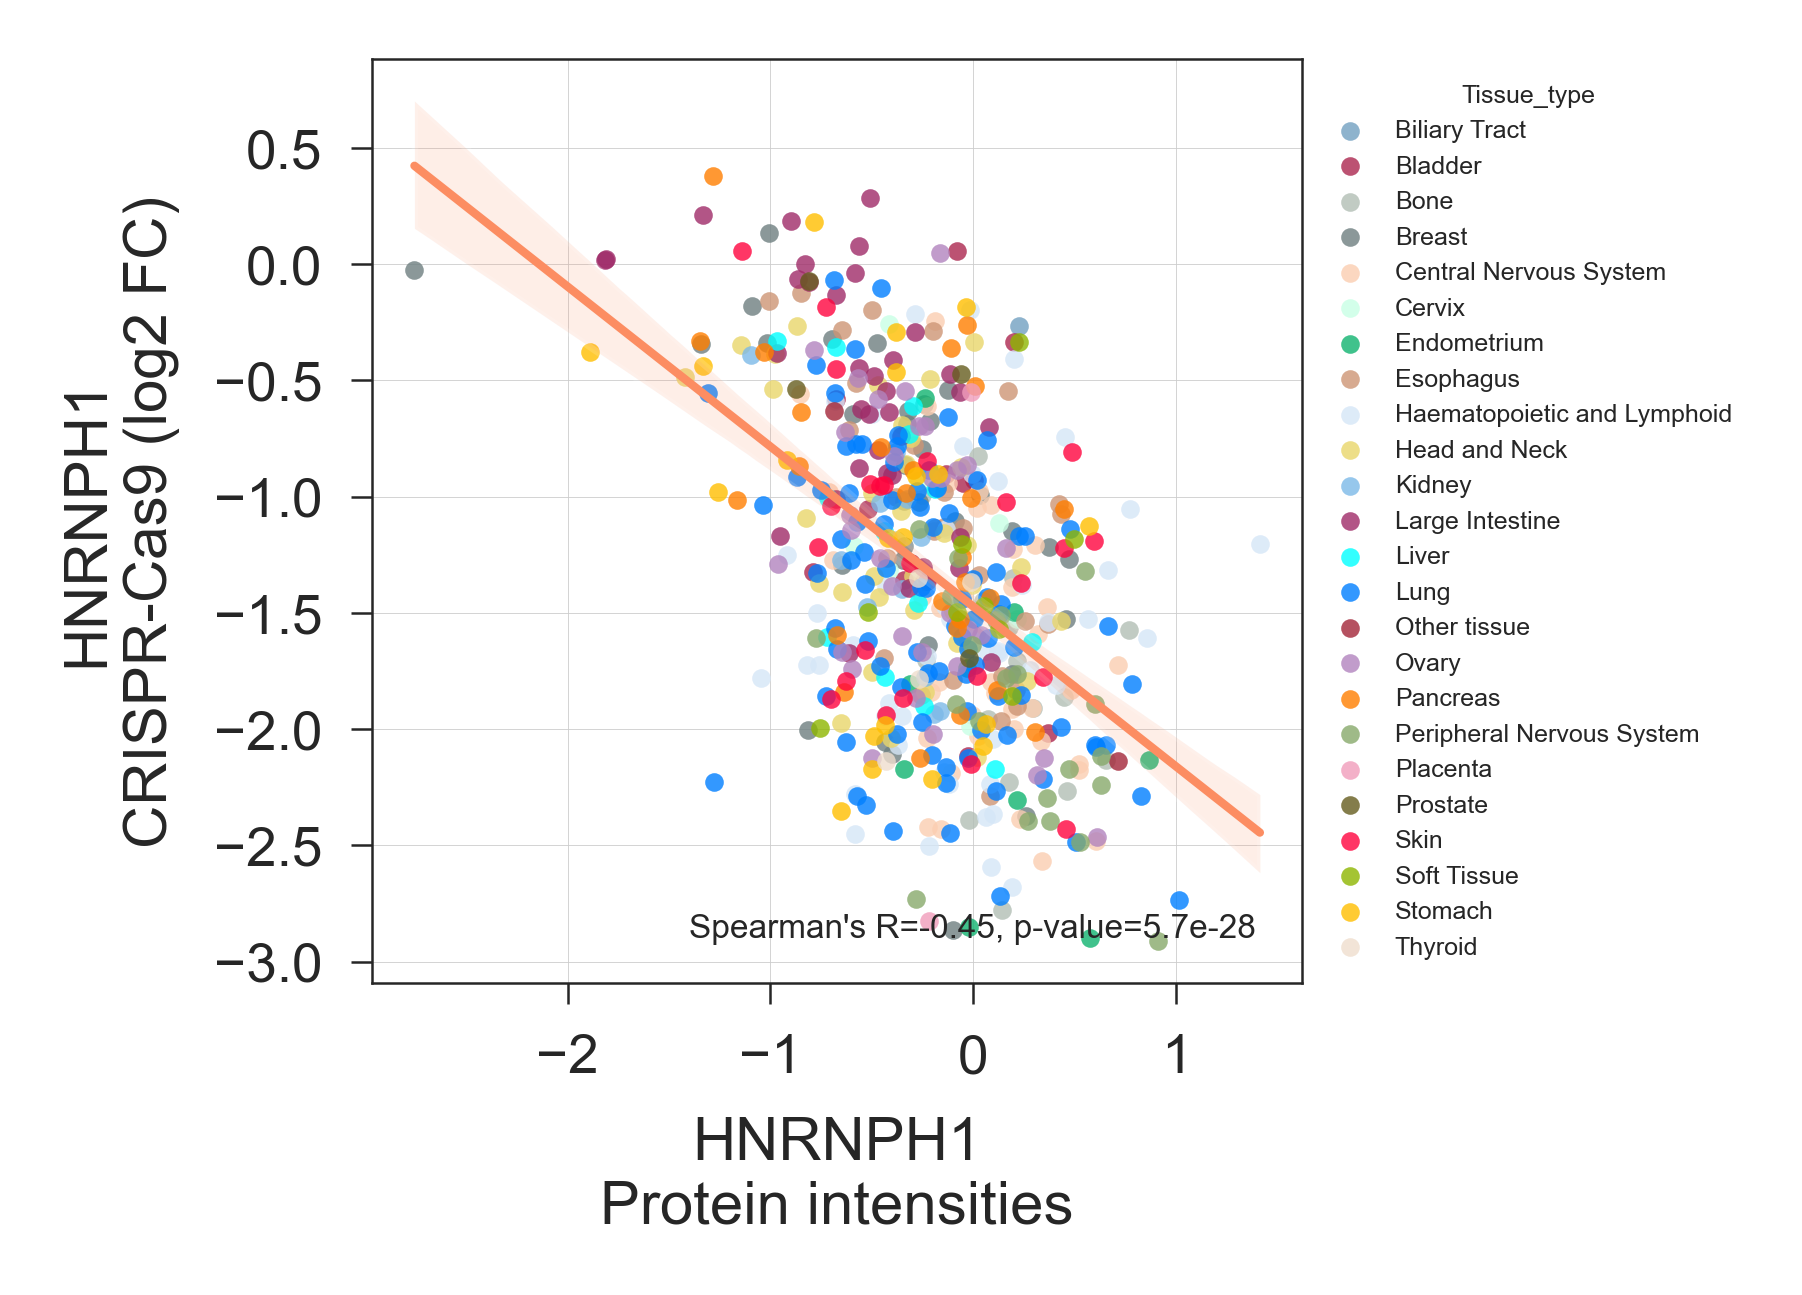 HNRNPH1
CRISPR-Cas9 (log2 FC)
0.5
0.0
−0.5
−1.0
−1.5
−2.0
−2.5
−3.0
Spearman's R=-0.45, p-value=5.7e-28
−2
−1
0
1
HNRNPH1
Protein intensities
Tissue_type
Biliary Tract
Bladder
Bone
Breast
Central Nervous System
Cervix
Endometrium
Esophagus
Haematopoietic and Lymphoid
Head and Neck
Kidney
Large Intestine
Liver
Lung
Other tissue
Ovary
Pancreas
Peripheral Nervous System
Placenta
Prostate
Skin
Soft Tissue
Stomach
Thyroid